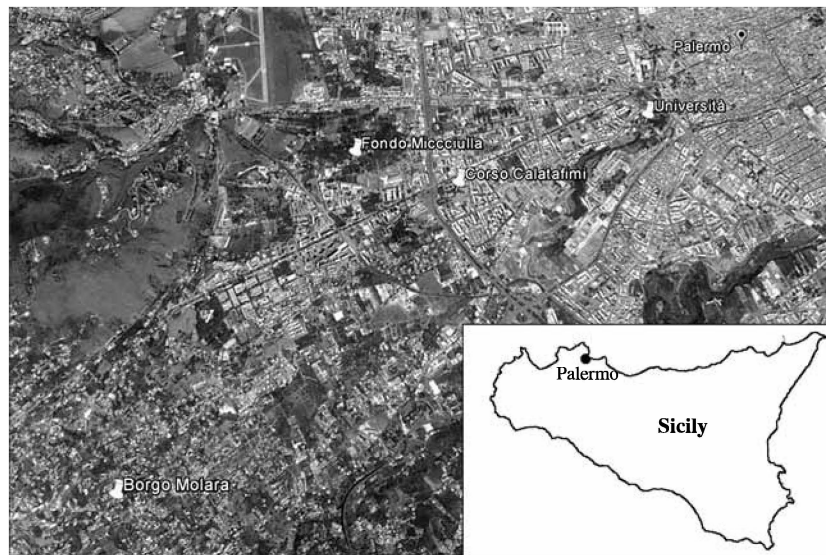 Palermo
Università
Fondo Miccciulla
Corso Calatafimi
Borgo Molara
Palermo
Sicily